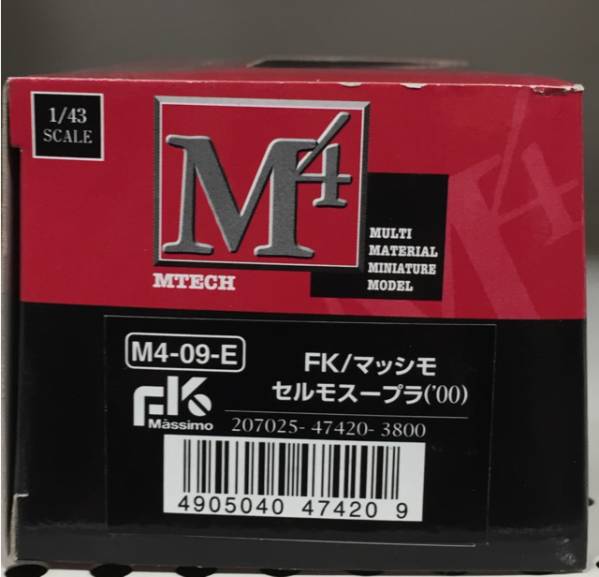 1/43
SCALE
M4
MTECH
MULTI
MATERIAL
MINIATURE
MODEL
M4-09-E
FK/マッシモ
セルモスープラ('00)
FK
Màssimo
207025-47420-3800
4905040 47420 9